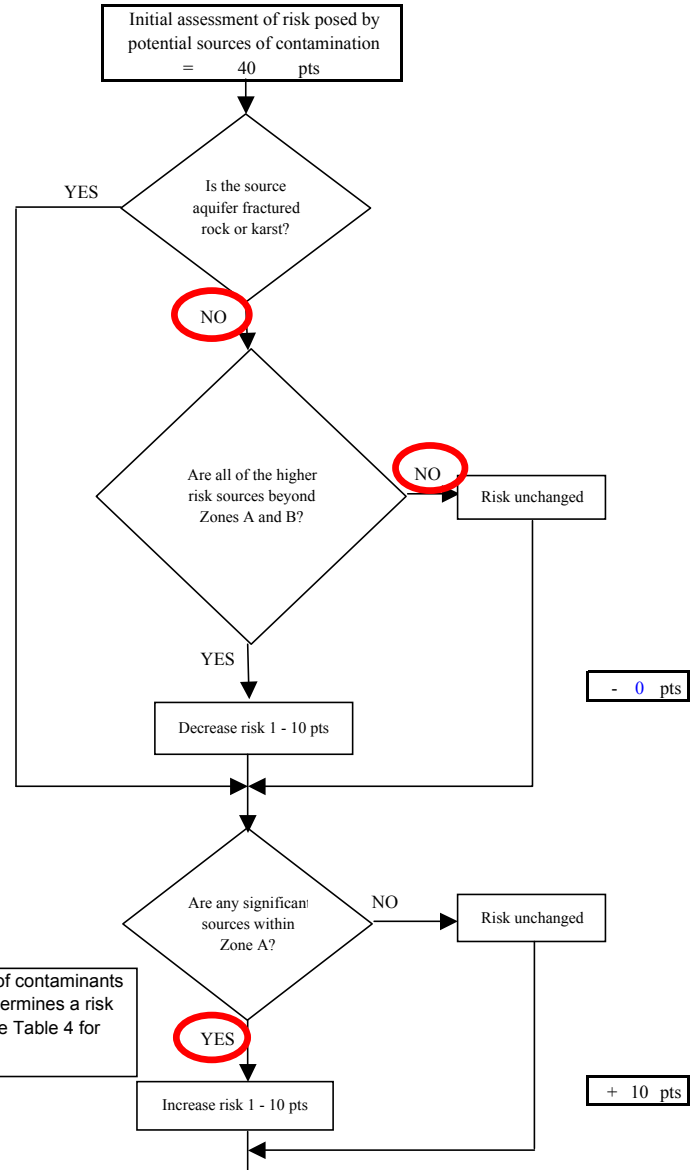 Initial assessment of risk posed by
potential sources of contamination
= 40 pts
YES
Is the source
aquifer fractured
rock or karst?
NO
Are all of the higher
risk sources beyond
Zones A and B?
NO
Risk unchanged
YES
- 0 pts
Decrease risk 1 - 10 pts
Are any significant
sources within
Zone A?
NO
Risk unchanged
of contaminants
ermines a risk
e Table 4 for
YES
Increase risk 1 - 10 pts
+ 10 pts